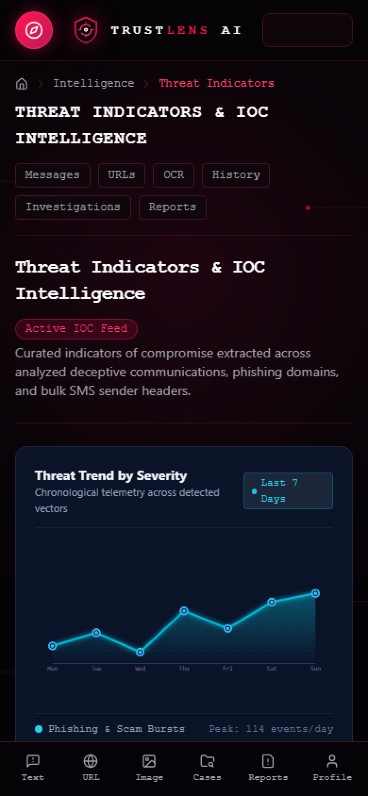 TRUSTLENS AI
Intelligence
Threat Indicators
THREAT INDICATORS & IOC
INTELLIGENCE
Messages
URLs
OCR
History
Investigations
Reports
Threat Indicators & IOC
Intelligence
Active IOC Feed
Curated indicators of compromise extracted across
analyzed deceptive communications, phishing domains,
and bulk SMS sender headers.
Threat Trend by Severity
Chronological telemetry across detected
vectors
Last 7
Days
Mon Tue Wed Thu Fri Sat Sun
Phishing & Scam Bursts
Peak: 114 events/day
Text
URL
Image
Cases
Reports
Profile